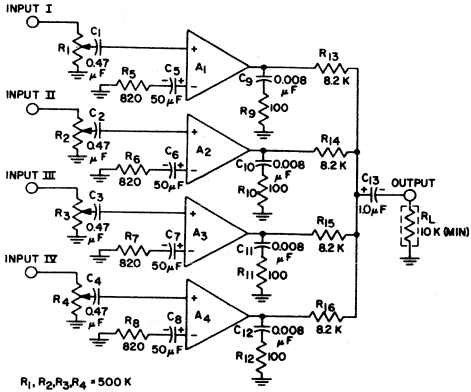 INPUT I
R1
C1
0.47
μF
R5
820
C5
50μF
- +
+
-
A1
C9
0.008
μF
R9
100
R13
8.2 K
INPUT II
R2
C2
0.47
μF
R6
820
C6
50μF
- +
+
-
A2
C10
0.008
μF
R10
100
R14
8.2 K
INPUT III
R3
C3
0.47
μF
R7
820
C7
50μF
- +
+
-
A3
C11
0.008
μF
R11
100
R15
8.2K
C13
+ -
1.0μF
OUTPUT
RL
10K(MIN)
INPUT IV
R4
C4
0.47
μF
R8
820
C8
50μF
- +
+
-
A4
C12
0.008
μF
R12
100
R16
8.2K
R1, R2,R3,R4 = 500 K